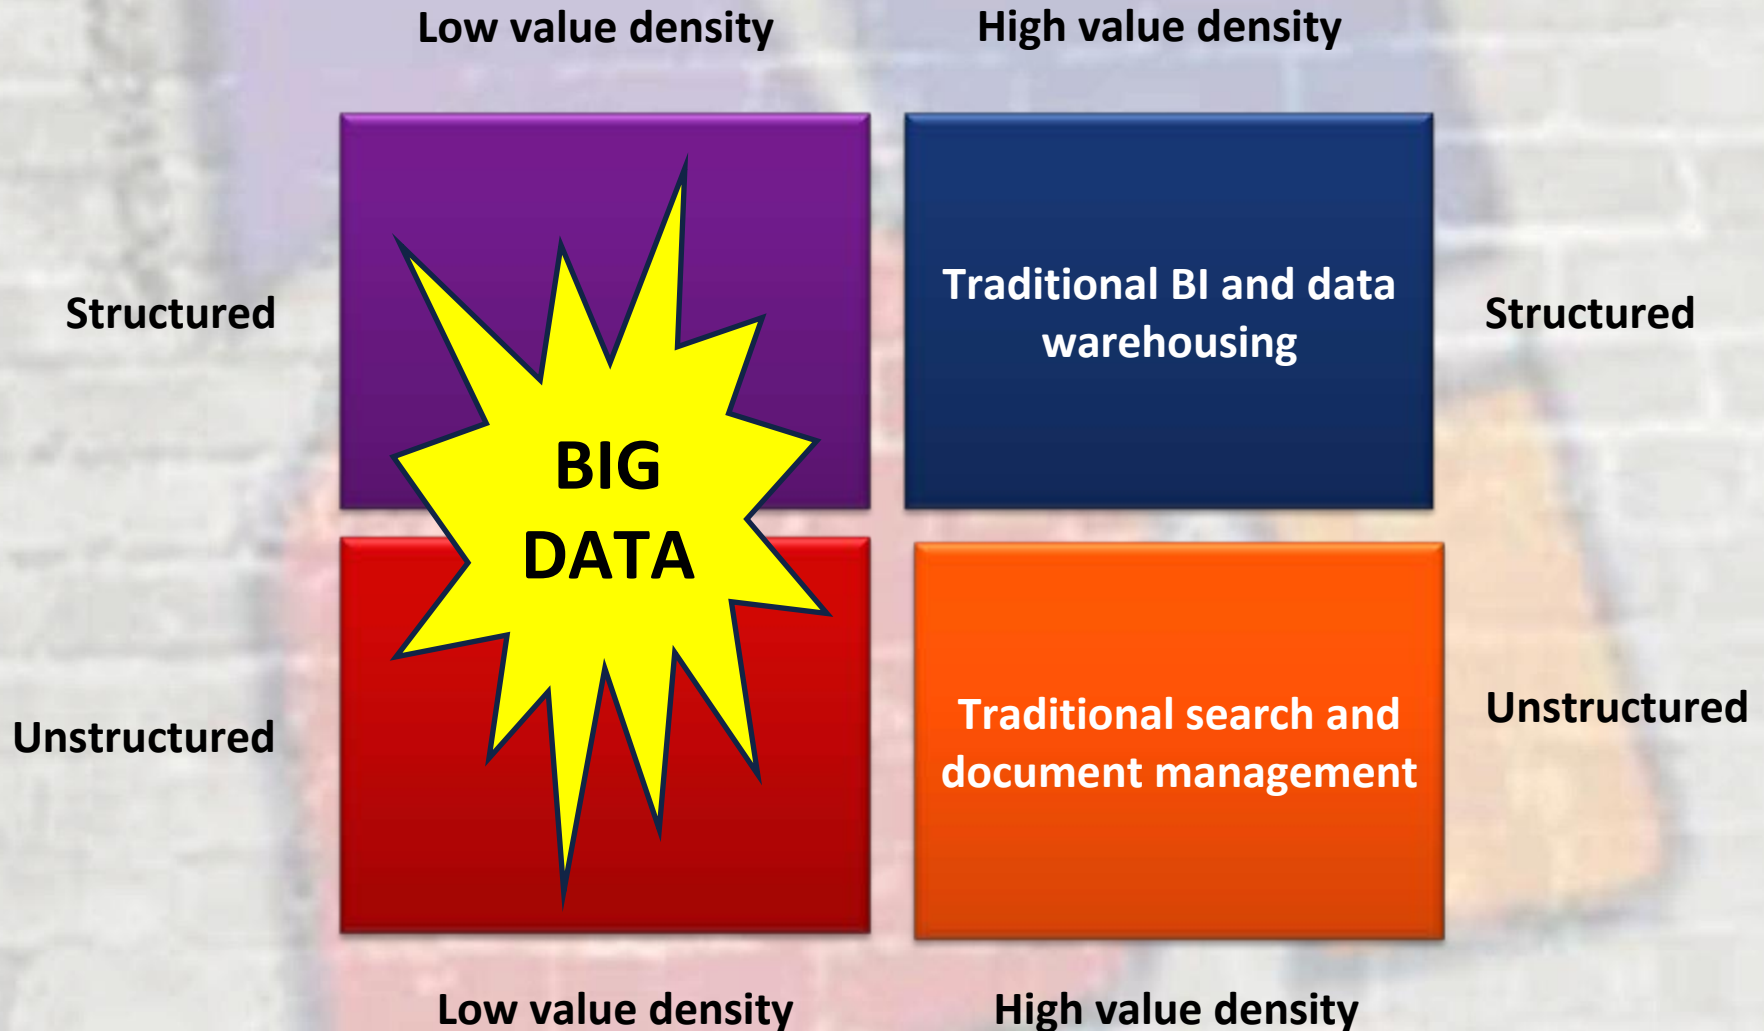 Low value density
High value density
Structured
BIG
DATA
Traditional BI and data
warehousing
Structured
Unstructured
Traditional search and
document management
Unstructured
Low value density
High value density